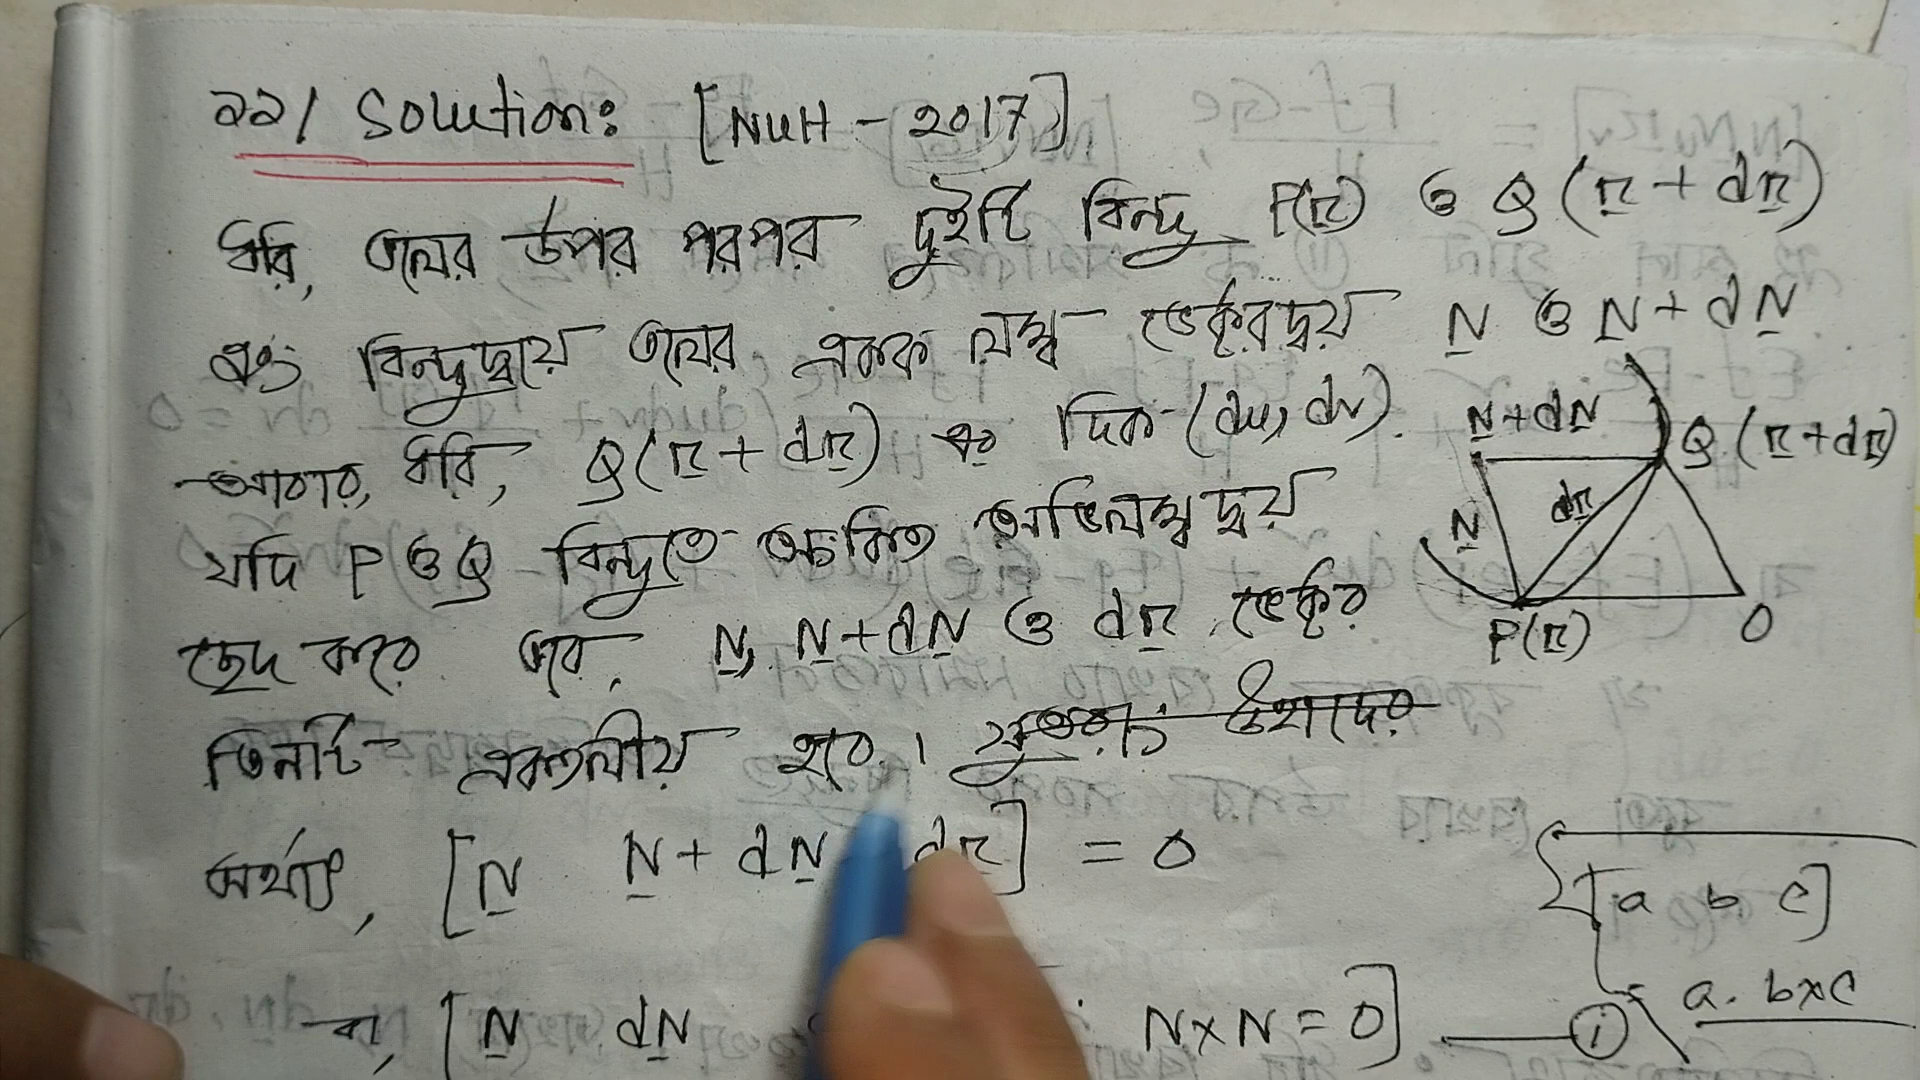 ২২/ Solution: [NUH - 2017]
ধরি, তলের উপর পরপর দুইটি বিন্দু P(r) ও Q (r + dr)
এবং বিন্দুদ্বয়ে তলের একক লম্ব ভেক্টরদ্বয় N ও N + dN
আবার, ধরি, Q(r + dr) এর দিক (du, dv).
যদি P ও Q বিন্দুতে অংকিত অভিলম্বদ্বয়
ছেদ করে তবে, N, N + dN ও dr ভেক্টর
তিনটি একতলীয় হবে। সুতরাং উহাদের
অর্থাৎ, [N N + dN dr] = 0
বা, [N dN N×N = 0] (i)
N+dN
Q (r+dr)
N
dr
P(r)
O
[a b c]
a. b×c